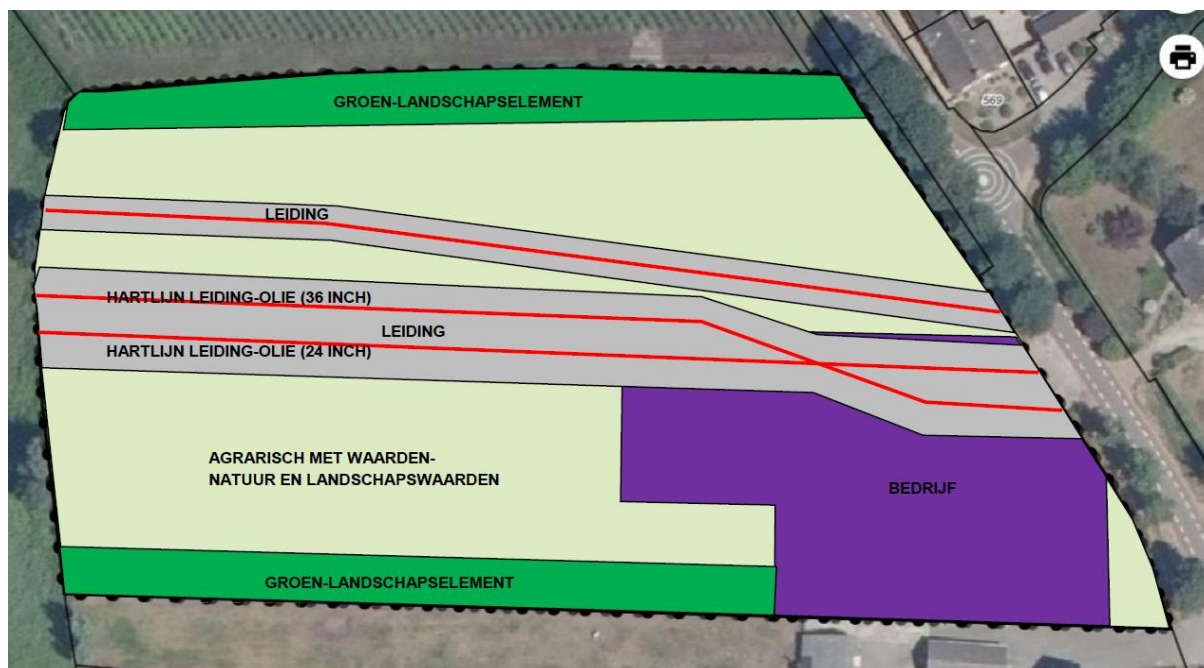 GROEN-LANDSCHAPSELEMENT
569
LEIDING
HARTLIJN LEIDING-OLIE (36 INCH)
LEIDING
HARTLIJN LEIDING-OLIE (24 INCH)
AGRARISCH MET WAARDEN-
NATUUR EN LANDSCHAPSWAARDEN
BEDRIJF
GROEN-LANDSCHAPSELEMENT